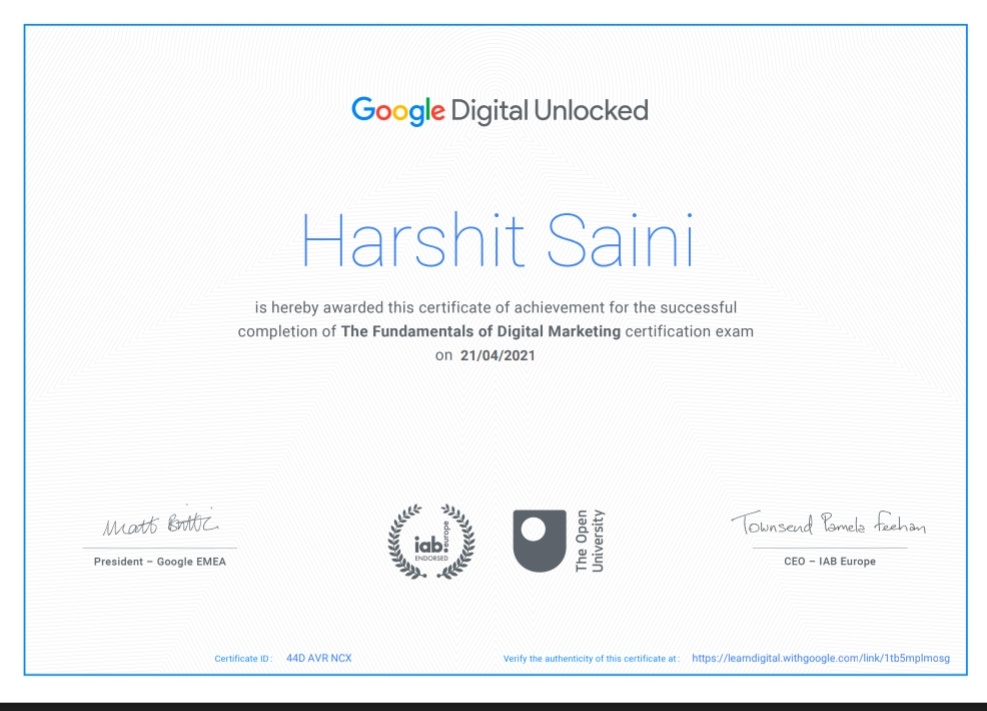 Google Digital Unlocked
Harshit Saini
is hereby awarded this certificate of achievement for the successful
completion of The Fundamentals of Digital Marketing certification exam
on 21/04/2021
Matt Brittin
President – Google EMEA
iab europe
ENDORSED
The Open
University
Townsend Pamela Feehan
CEO – IAB Europe
Certificate ID : 44D AVR NCX
Verify the authenticity of this certificate at : https://learndigital.withgoogle.com/link/1tb5mplmosg